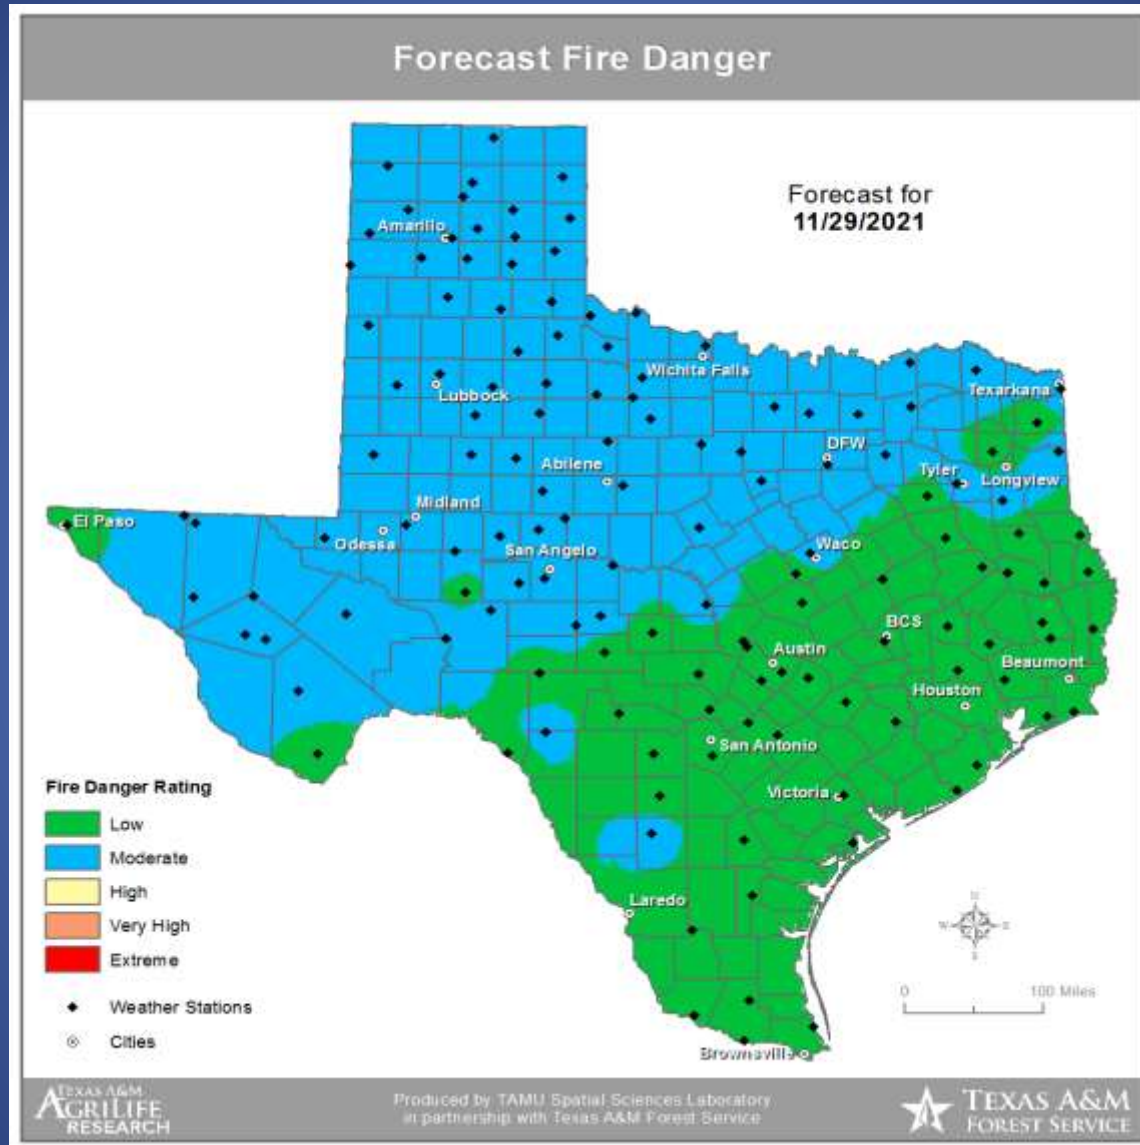 Forecast Fire Danger
Forecast for
11/29/2021
Amarillo
Wichita Falls
Lubbock
Texarkana
DFW
Abilene
Tyler
Longview
Midland
El Paso
Odessa
San Angelo
Waco
BCS
Austin
Beaumont
Houston
San Antonio
Victoria
Laredo
Brownsville
Fire Danger Rating
Low
Moderate
High
Very High
Extreme
Weather Stations
Cities
N
W E
S
0 100 Miles
TEXAS A&M
AGRILIFE
RESEARCH
Produced by TAMU Spatial Sciences Laboratory
in partnership with Texas A&M Forest Service
TEXAS A&M
FOREST SERVICE